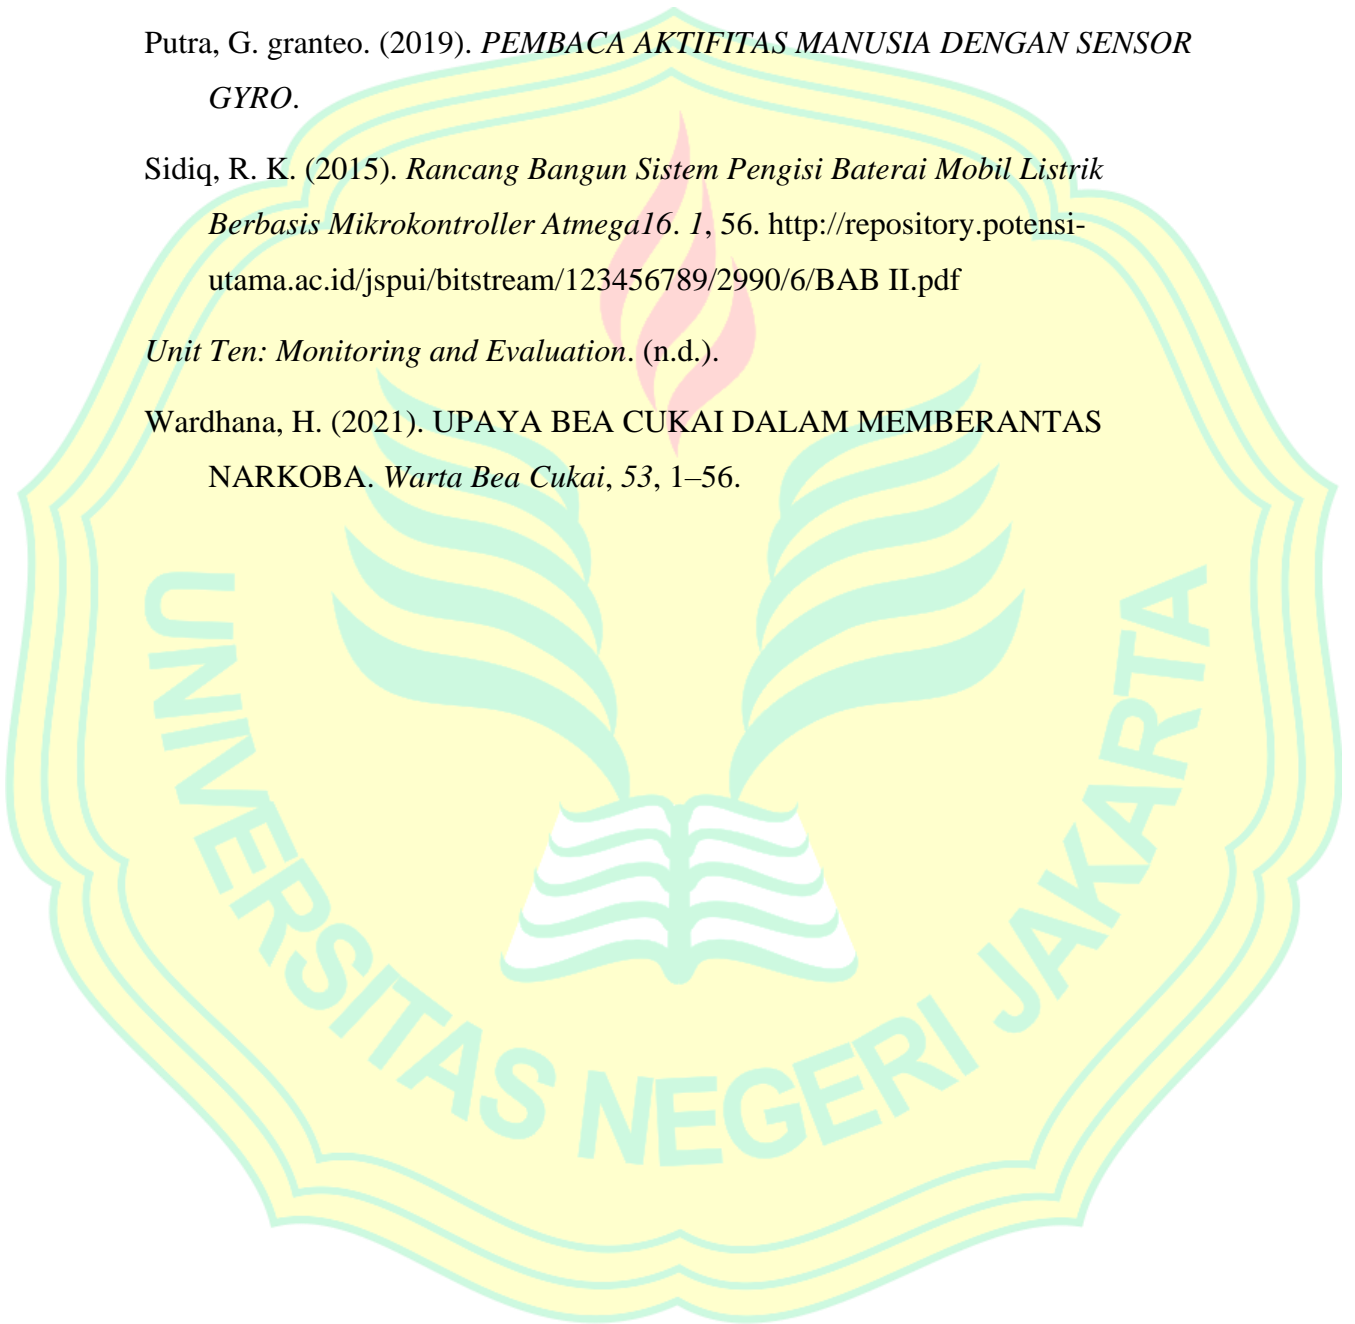 Putra, G. granteo. (2019). PEMBACA AKTIFITAS MANUSIA DENGAN SENSOR
GYRO.
Sidiq, R. K. (2015). Rancang Bangun Sistem Pengisi Baterai Mobil Listrik
Berbasis Mikrokontroller Atmega16. 1, 56. http://repository.potensi-
utama.ac.id/jspui/bitstream/123456789/2990/6/BAB II.pdf
Unit Ten: Monitoring and Evaluation. (n.d.).
Wardhana, H. (2021). UPAYA BEA CUKAI DALAM MEMBERANTAS
NARKOBA. Warta Bea Cukai, 53, 1–56.
UNIVERSITAS NEGERI JAKARTA